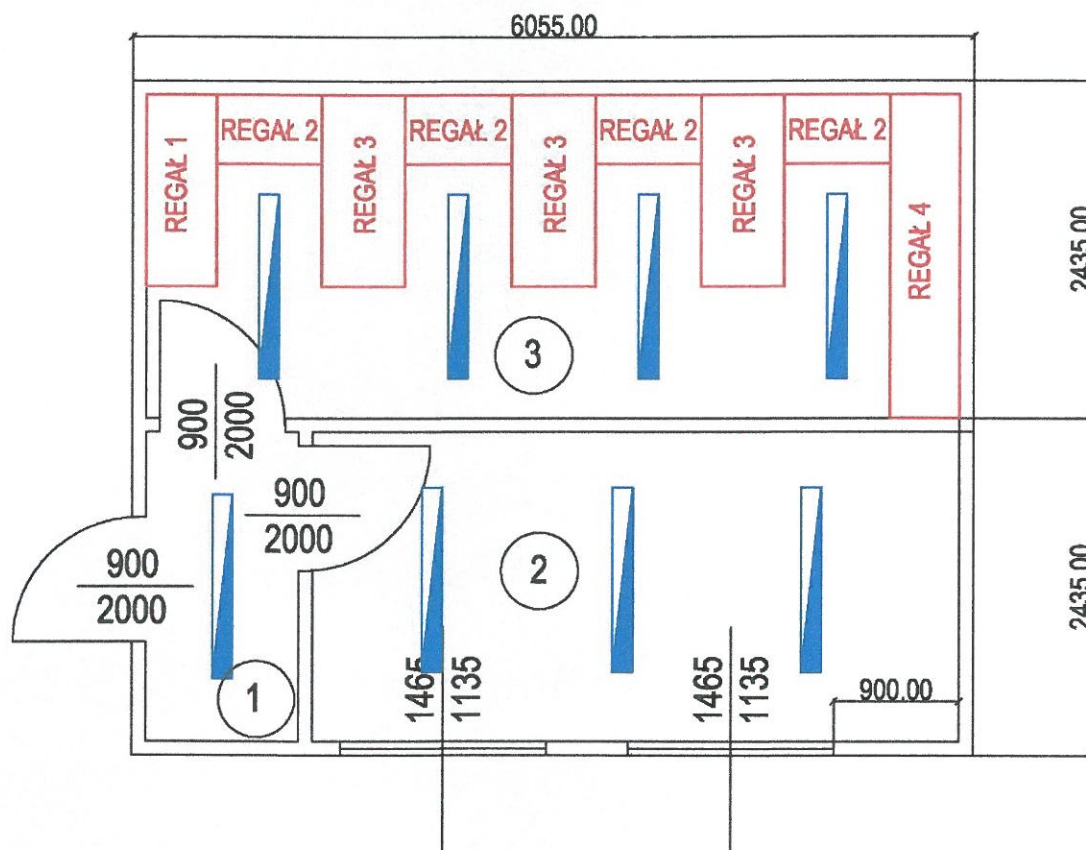 6055.00
REGAŁ 1
REGAŁ 2
REGAŁ 3
REGAŁ 2
REGAŁ 3
REGAŁ 2
REGAŁ 3
REGAŁ 2
REGAŁ 4
2435.00
3
900
2000
900
2000
900
2000
2
2435.00
1
1465
1135
1465
1135
900.00